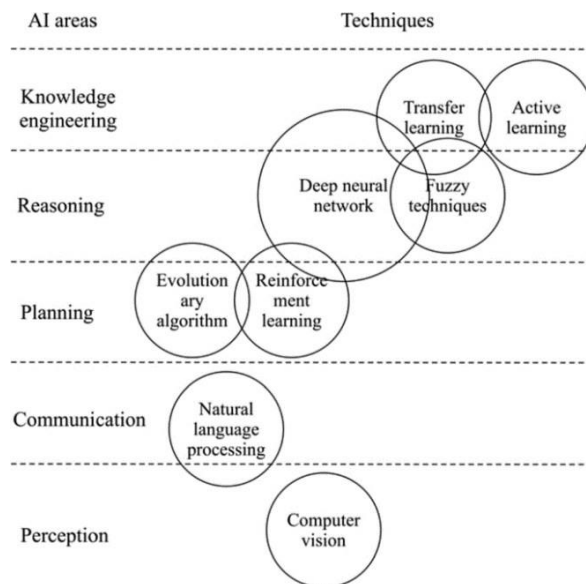 AI areas
Techniques
Knowledge
engineering
Transfer
learning
Active
learning
Reasoning
Deep neural
network
Fuzzy
techniques
Planning
Evolution
ary
algorithm
Reinforce
ment
learning
Communication
Natural
language
processing
Perception
Computer
vision